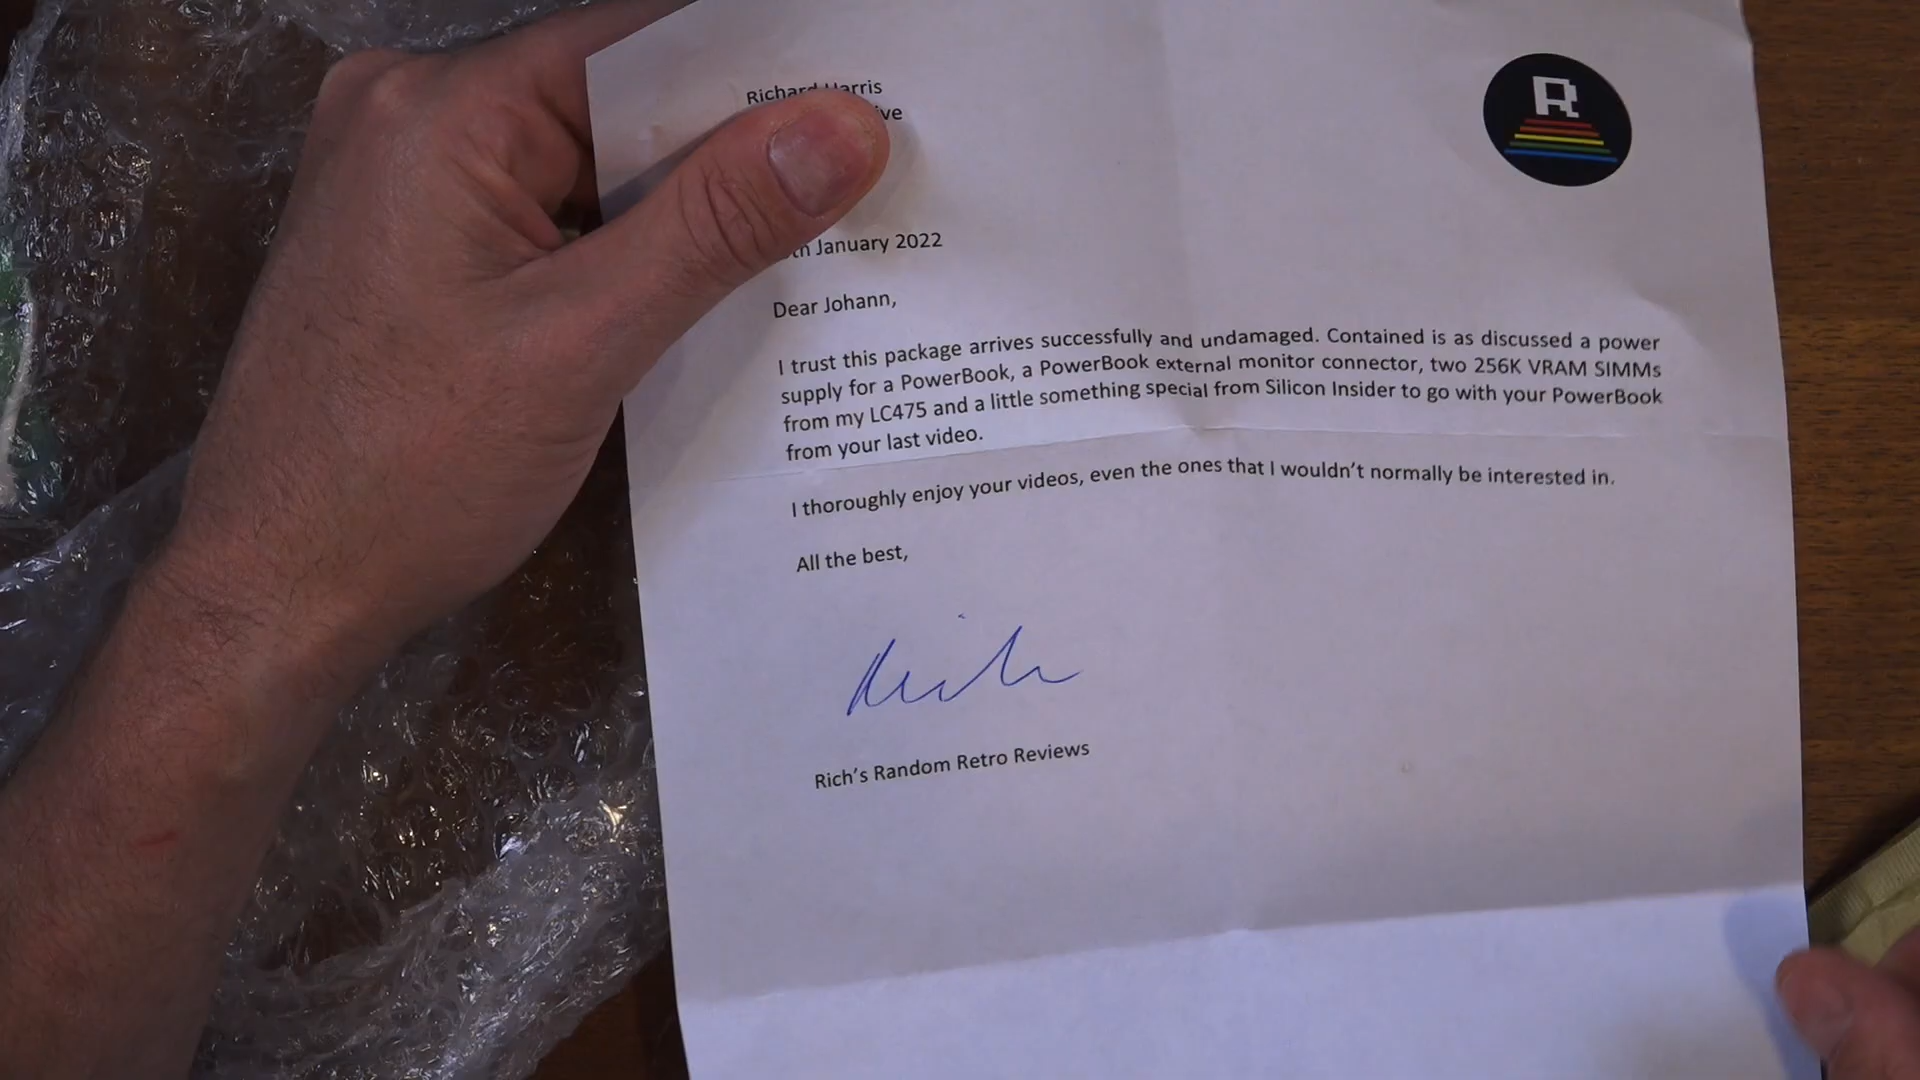 Richard Harris
January 2022
R
Dear Johann,
I trust this package arrives successfully and undamaged. Contained is as discussed a power
supply for a PowerBook, a PowerBook external monitor connector, two 256K VRAM SIMMs
from my LC475 and a little something special from Silicon Insider to go with your PowerBook
from your last video.
I thoroughly enjoy your videos, even the ones that I wouldn't normally be interested in.
All the best,
Rich
Rich's Random Retro Reviews